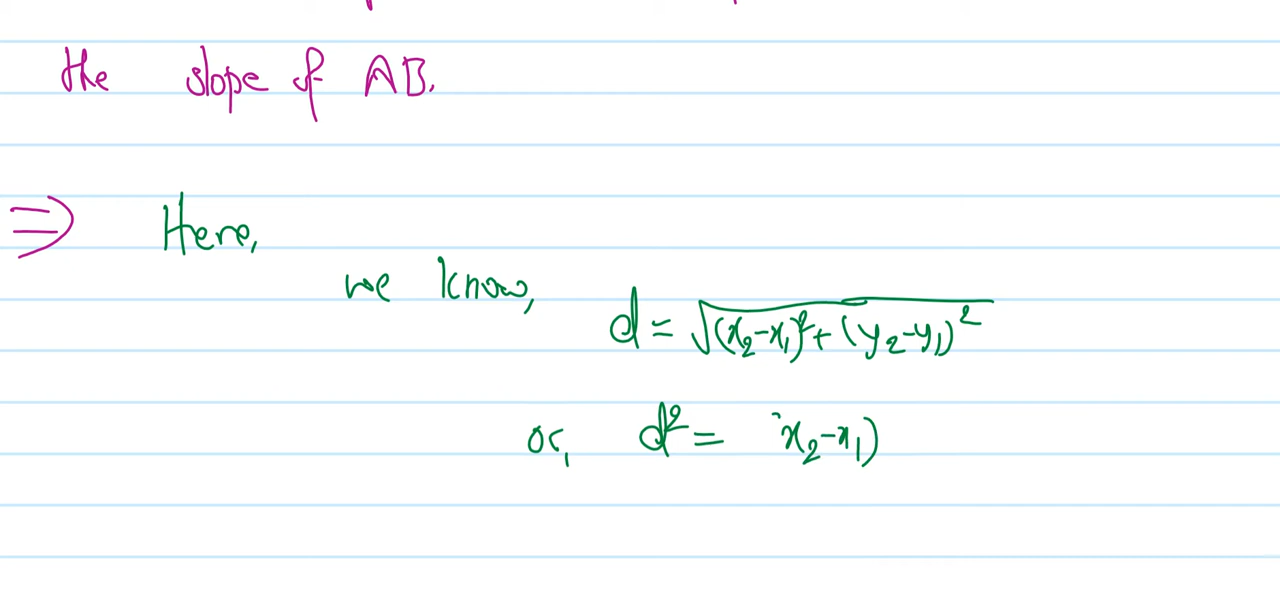 the slope of AB.
⇒ Here,
we know, d = √(x₂-x₁)² + (y₂-y₁)²
or, d² = x₂-x₁)